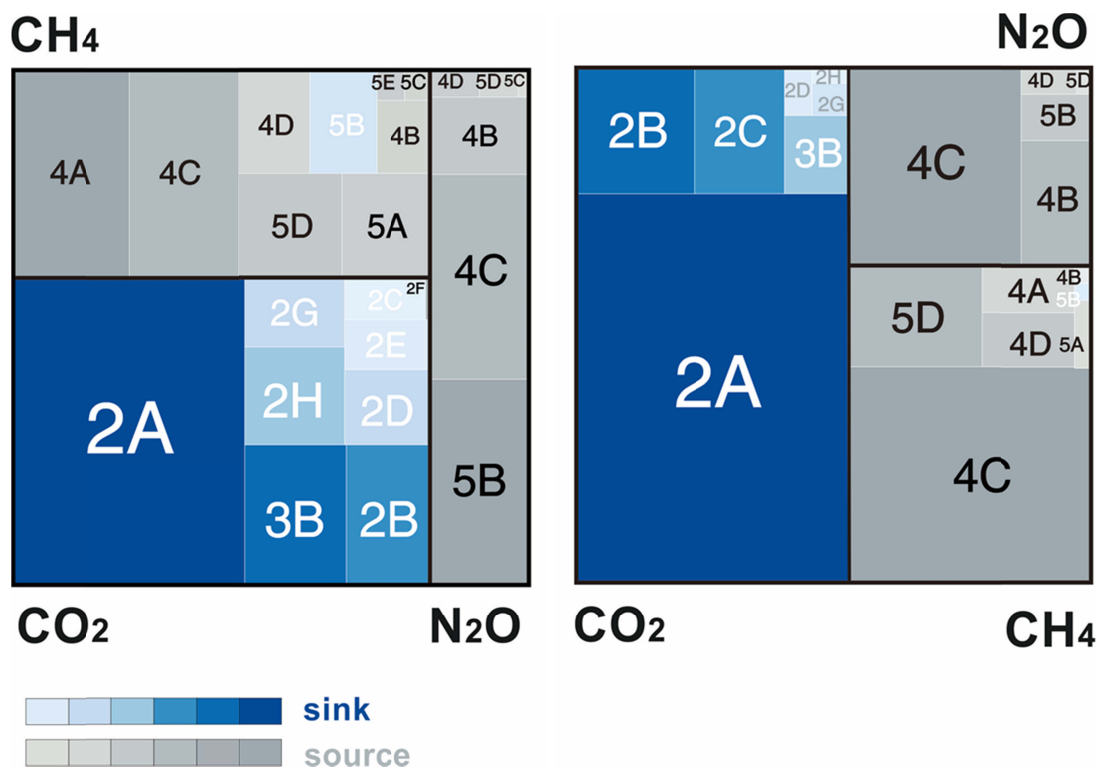 CH4
N2O
4A
4C
4D
5B
5E 5C
4B
5D
5A
4D 5D 5C
4B
4C
5B
2A
2G
2C
2F
2E
2H
2D
3B
2B
2B
2C
2D
2H
2G
3B
2A
4C
4D 5D
5B
4B
5D
4A
4B
5B
4D
5A
4C
CO2
N2O
CO2
CH4
sink
source